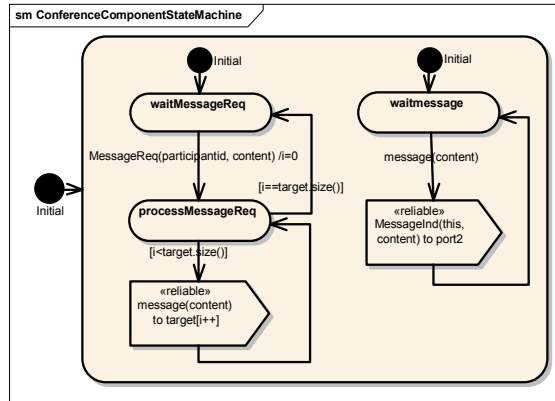 sm ConferenceComponentStateMachine
Initial
Initial
waitMessageReq
waitmessage
MessageReq(participantid, content) /i=0
message(content)
[i==target.size()]
Initial
processMessageReq
«reliable»
MessageInd(this,
content) to port2
[i<target.size()]
«reliable»
message(content)
to target[i++]